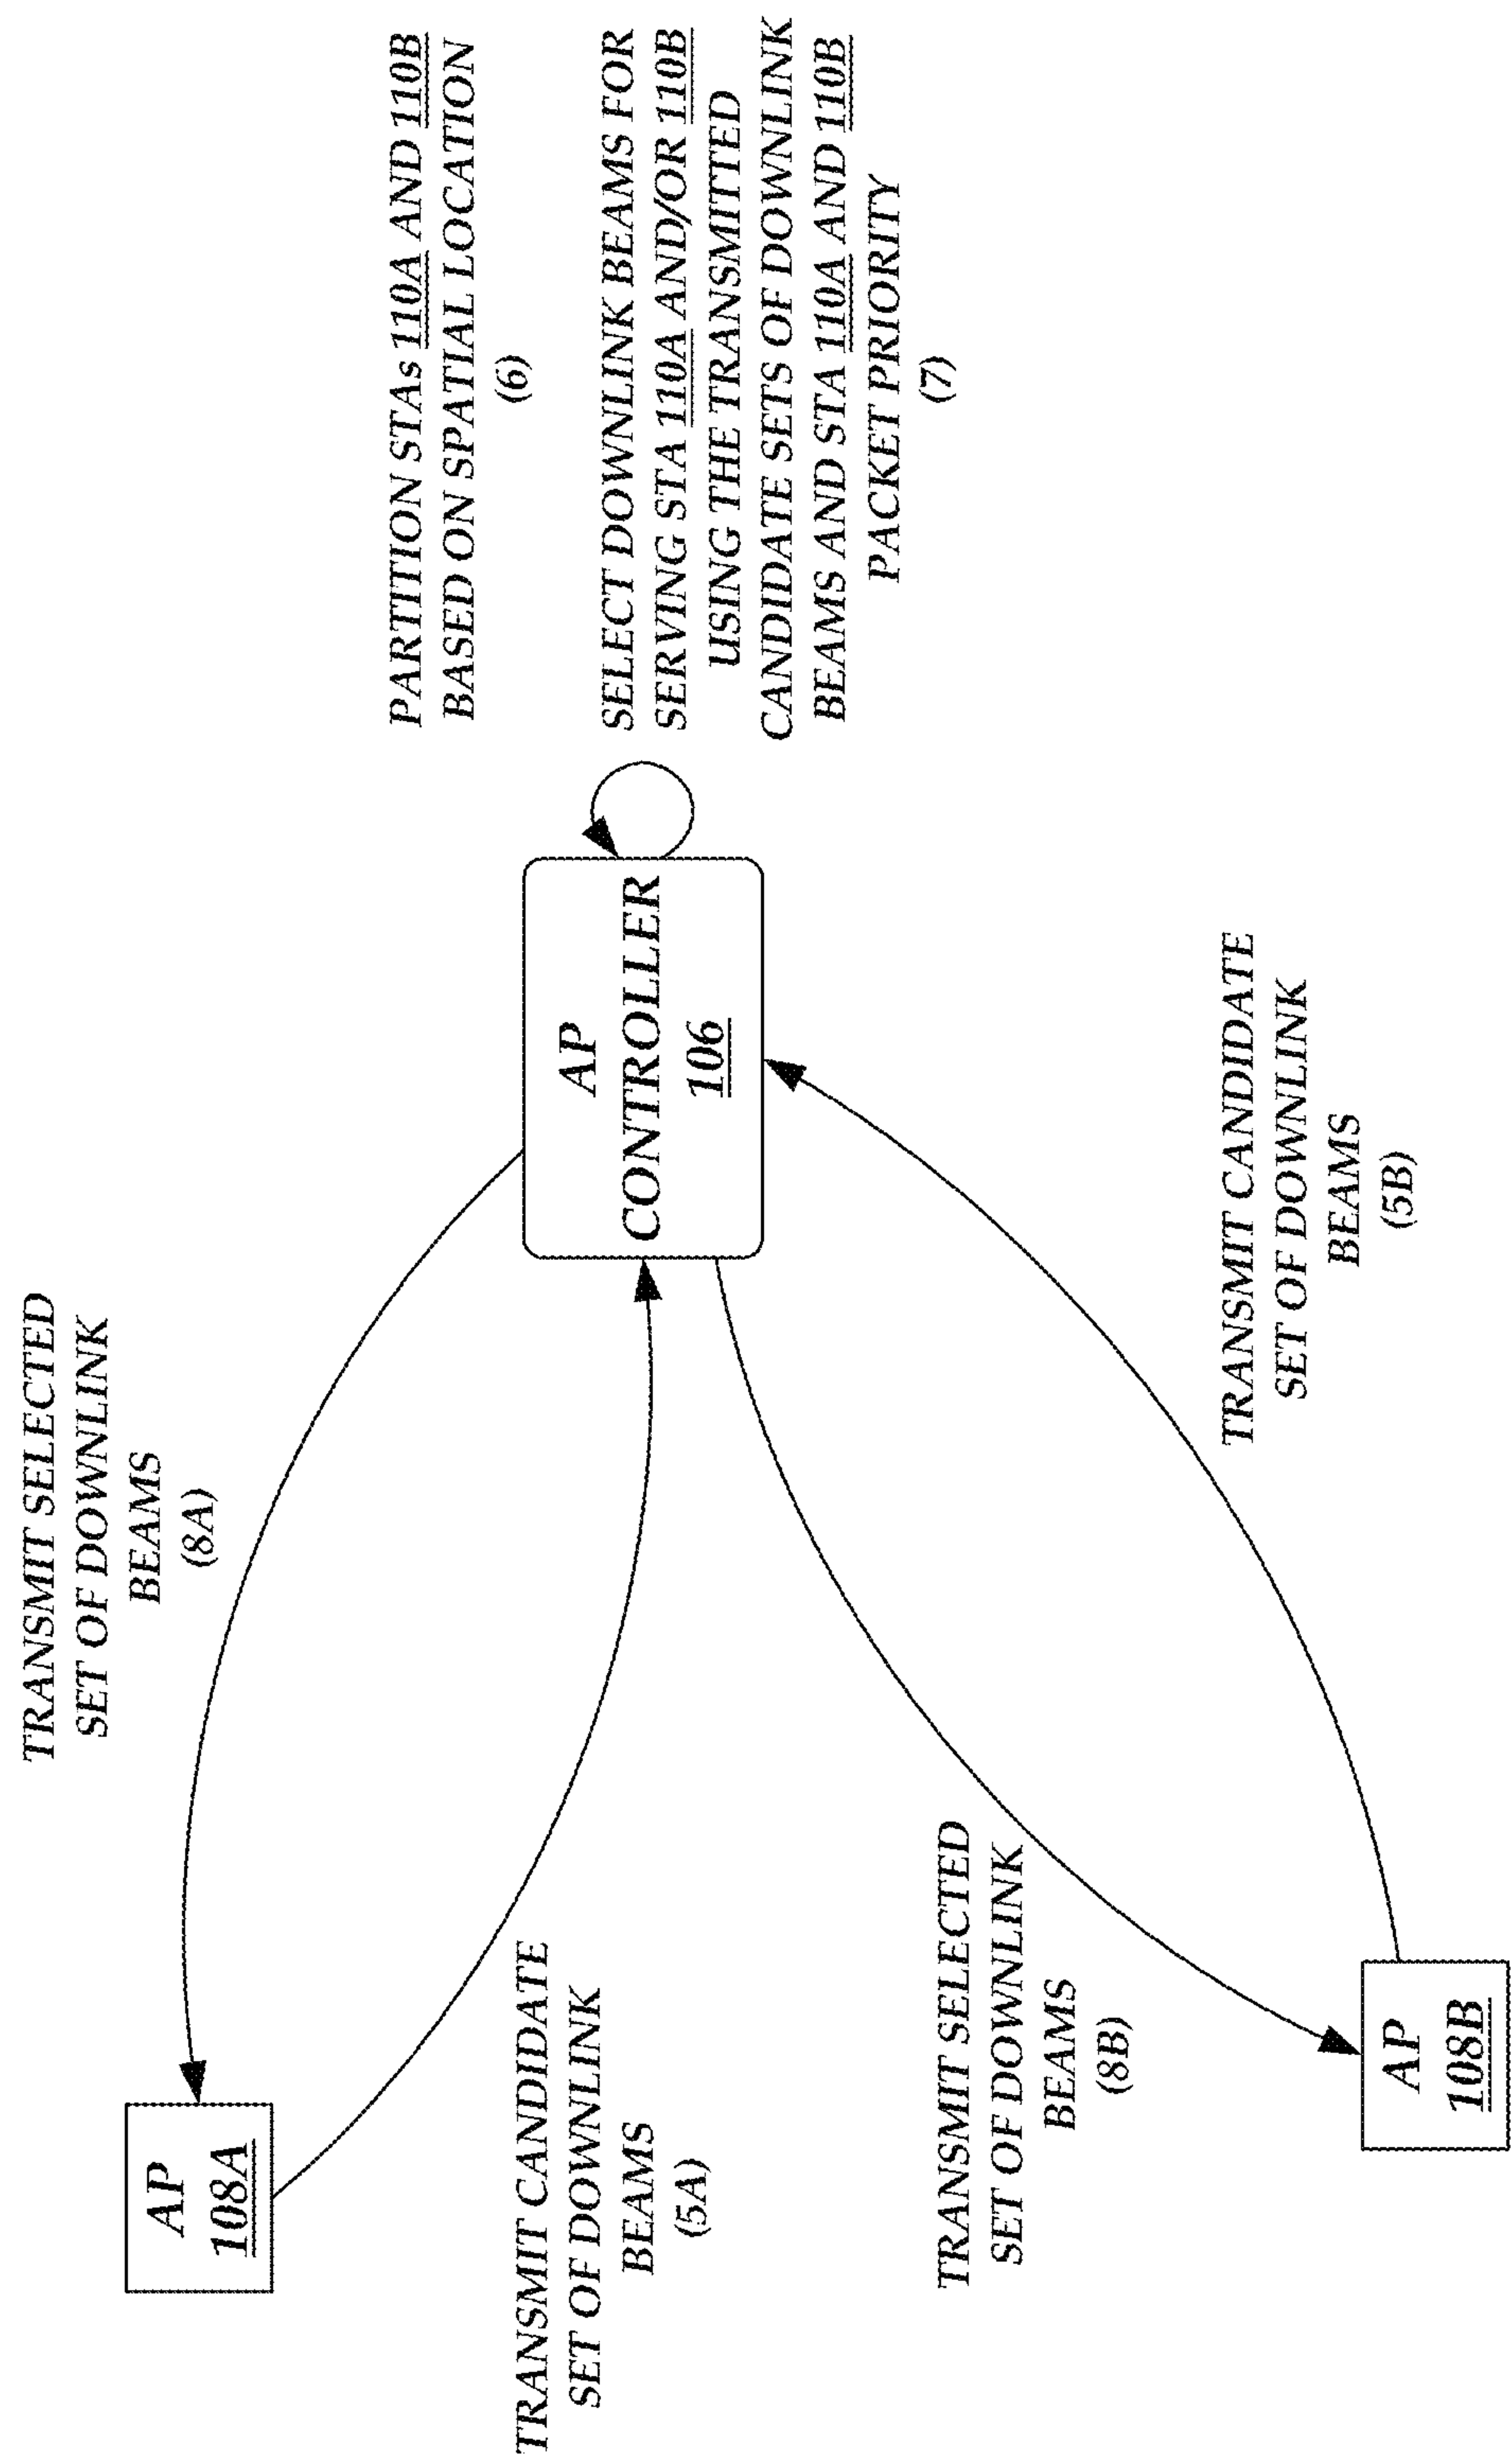 TRANSMIT SELECTED
SET OF DOWNLINK
BEAMS
(8A)
AP
108A
TRANSMIT CANDIDATE
SET OF DOWNLINK
BEAMS
(5A)
AP
CONTROLLER
106
PARTITION STAs 110A AND 110B
BASED ON SPATIAL LOCATION
(6)
SELECT DOWNLINK BEAMS FOR
SERVING STA 110A AND/OR 110B
USING THE TRANSMITTED
CANDIDATE SETS OF DOWNLINK
BEAMS AND STA 110A AND 110B
PACKET PRIORITY
(7)
TRANSMIT SELECTED
SET OF DOWNLINK
BEAMS
(8B)
TRANSMIT CANDIDATE
SET OF DOWNLINK
BEAMS
(5B)
AP
108B